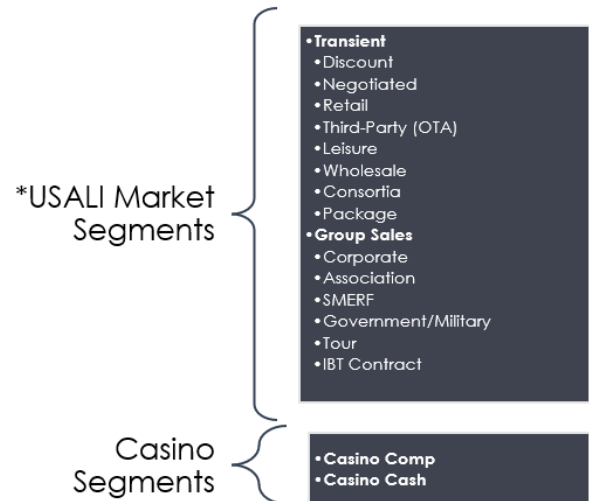 *USALI Market
Segments
•Transient
•Discount
•Negotiated
•Retail
•Third-Party (OTA)
•Leisure
•Wholesale
•Consortia
•Package
•Group Sales
•Corporate
•Association
•SMERF
•Government/Military
•Tour
•IBT Contract
Casino
Segments
•Casino Comp
•Casino Cash